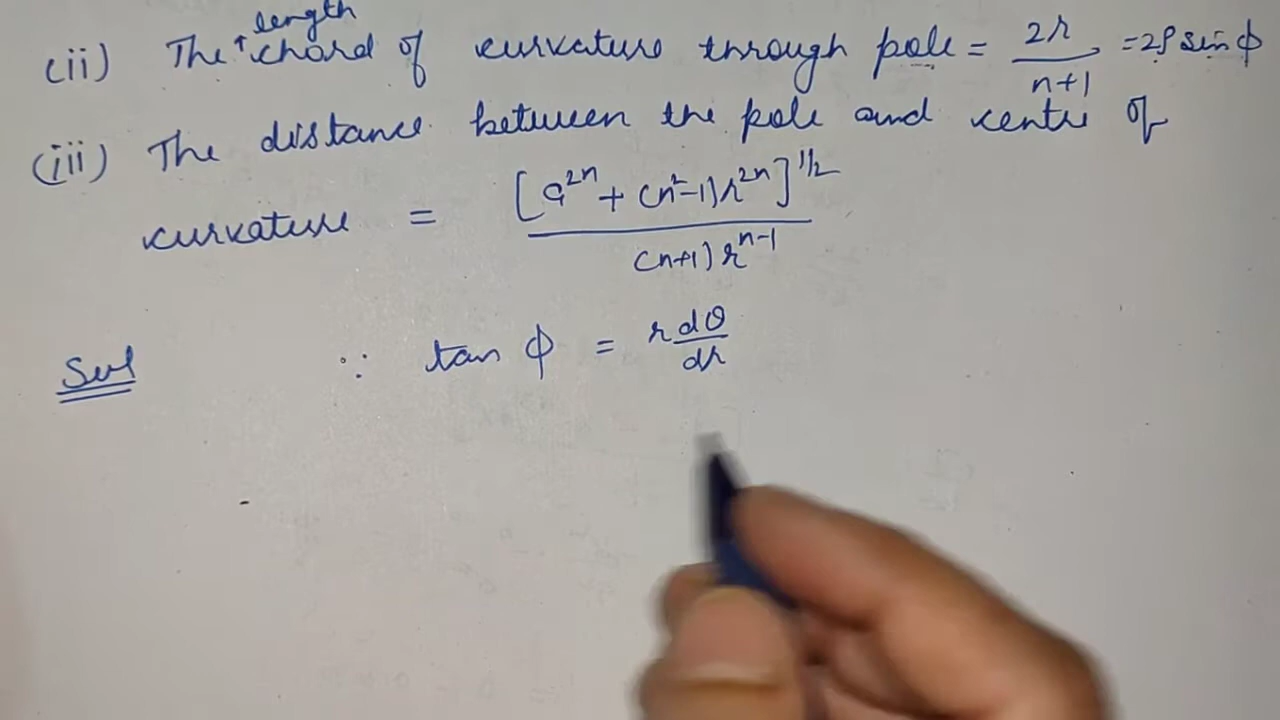 (ii) The ↑length chord of curvature through pole = 2r/(n+1) = 2ρ sin ϕ
(iii) The distance between the pole and centre of
curvature = [a^{2n} + (n²-1)r^{2n}]^{1/2} / (n+1) r^{n-1}
Sol ∵ tan ϕ = r dθ/dr